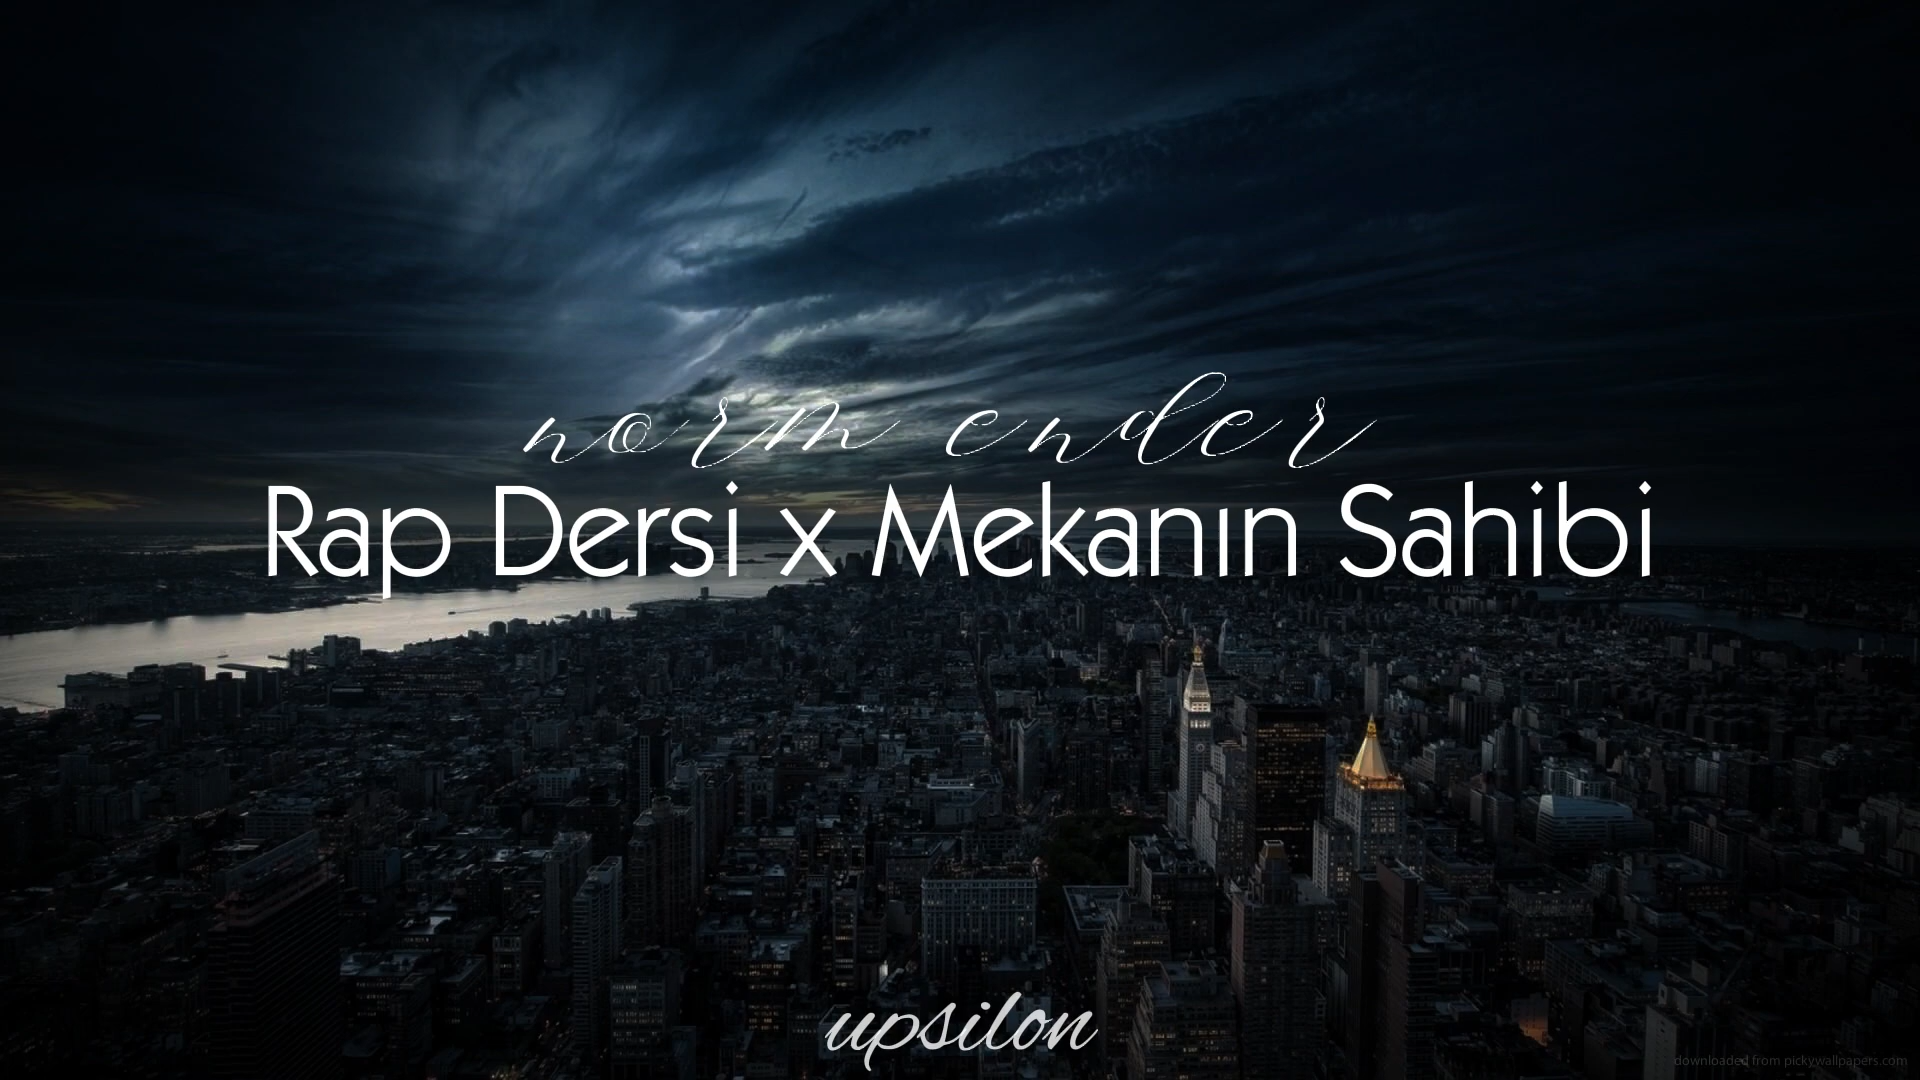 norm ender
Rap Dersi x Mekanın Sahibi
upsilon
downloaded from pickywallpapers.com